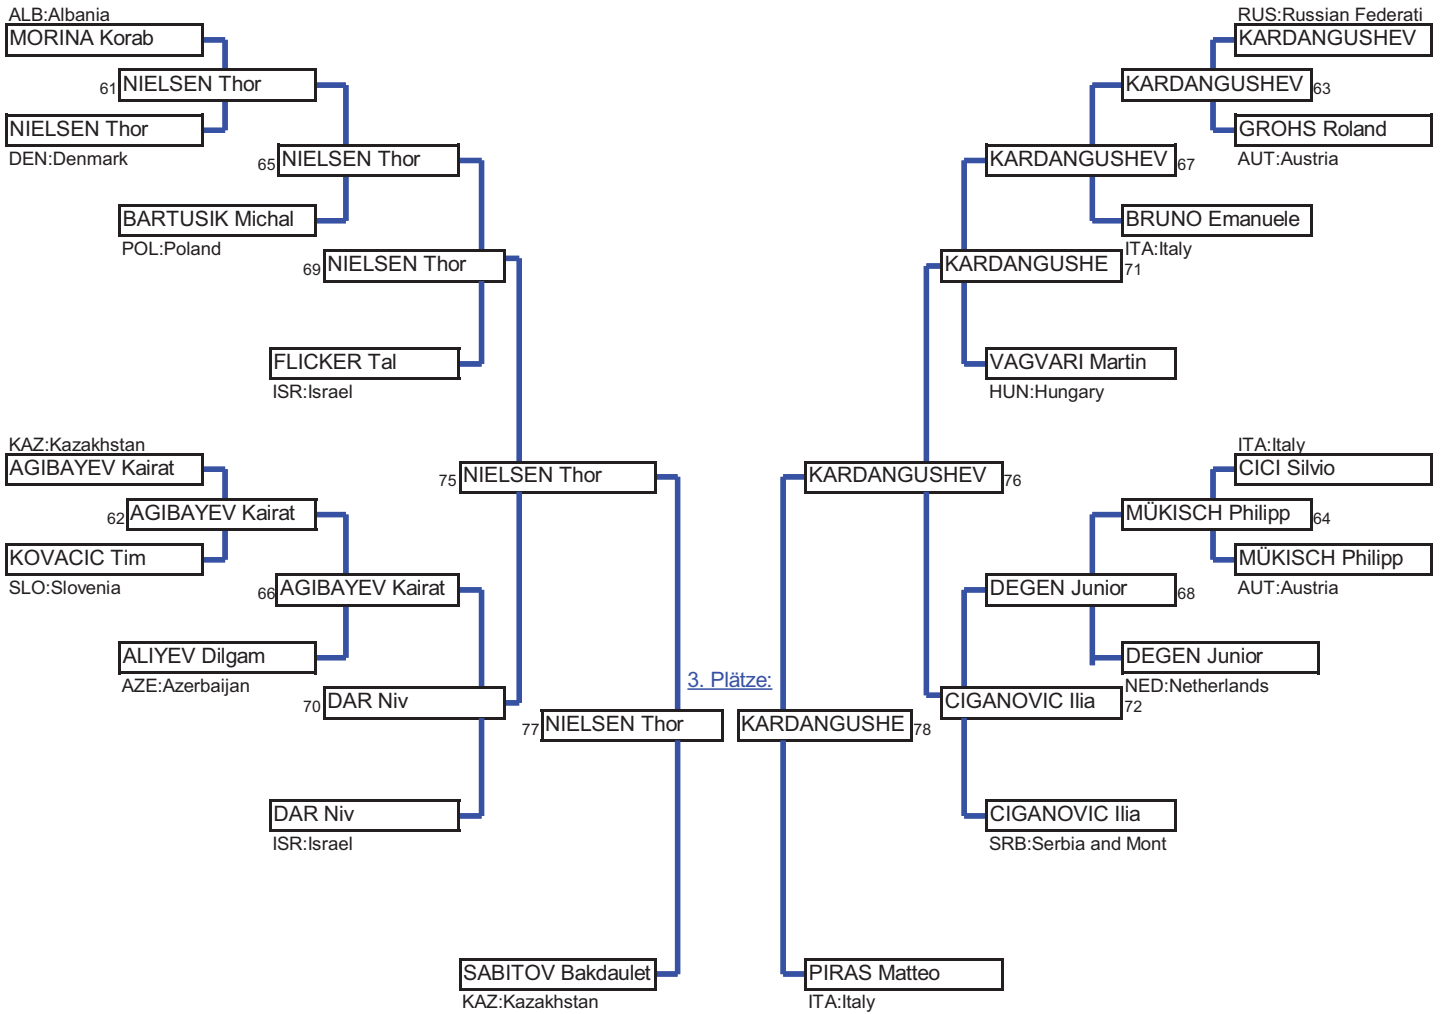 ALB:Albania
MORINA Korab
61
NIELSEN Thor
NIELSEN Thor
DEN:Denmark
65
NIELSEN Thor
BARTUSIK Michal
POL:Poland
69
NIELSEN Thor
FLICKER Tal
ISR:Israel
KAZ:Kazakhstan
AGIBAYEV Kairat
62
AGIBAYEV Kairat
KOVACIC Tim
SLO:Slovenia
66
AGIBAYEV Kairat
ALIYEV Dilgam
AZE:Azerbaijan
70
DAR Niv
DAR Niv
ISR:Israel
75
NIELSEN Thor
77
NIELSEN Thor
SABITOV Bakdaulet
KAZ:Kazakhstan
3. Plätze:
RUS:Russian Federati
KARDANGUSHEV
KARDANGUSHEV
63
GROHS Roland
AUT:Austria
KARDANGUSHEV
67
BRUNO Emanuele
ITA:Italy
KARDANGUSHE
71
VAGVARI Martin
HUN:Hungary
KARDANGUSHEV
76
ITA:Italy
CICI Silvio
MÜKISCH Philipp
64
MÜKISCH Philipp
AUT:Austria
DEGEN Junior
68
DEGEN Junior
NED:Netherlands
CIGANOVIC Ilia
72
CIGANOVIC Ilia
SRB:Serbia and Mont
KARDANGUSHE
78
PIRAS Matteo
ITA:Italy